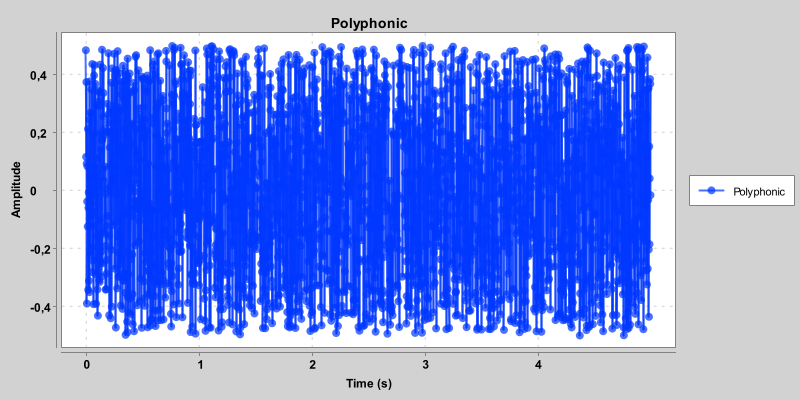 Polyphonic
0,4
0,2
0
-0,2
-0,4
Amplitude
0 1 2 3 4
Time (s)
Polyphonic